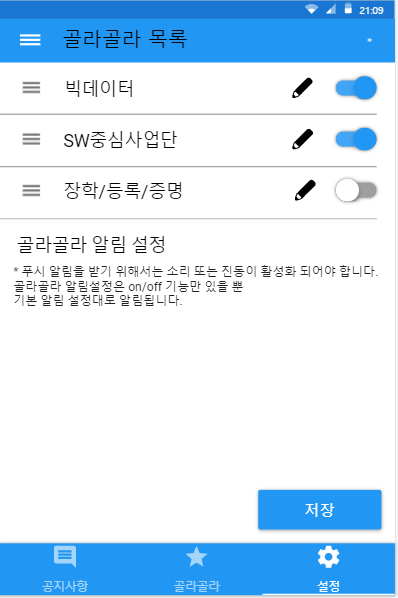 21:09
골라골라 목록
빅데이터
SW중심사업단
장학/등록/증명
골라골라 알림 설정
* 푸시 알림을 받기 위해서는 소리 또는 진동이 활성화 되어야 합니다.
골라골라 알림설정은 on/off 기능만 있을 뿐
기본 알림 설정대로 알림됩니다.
저장
공지사항
골라골라
설정